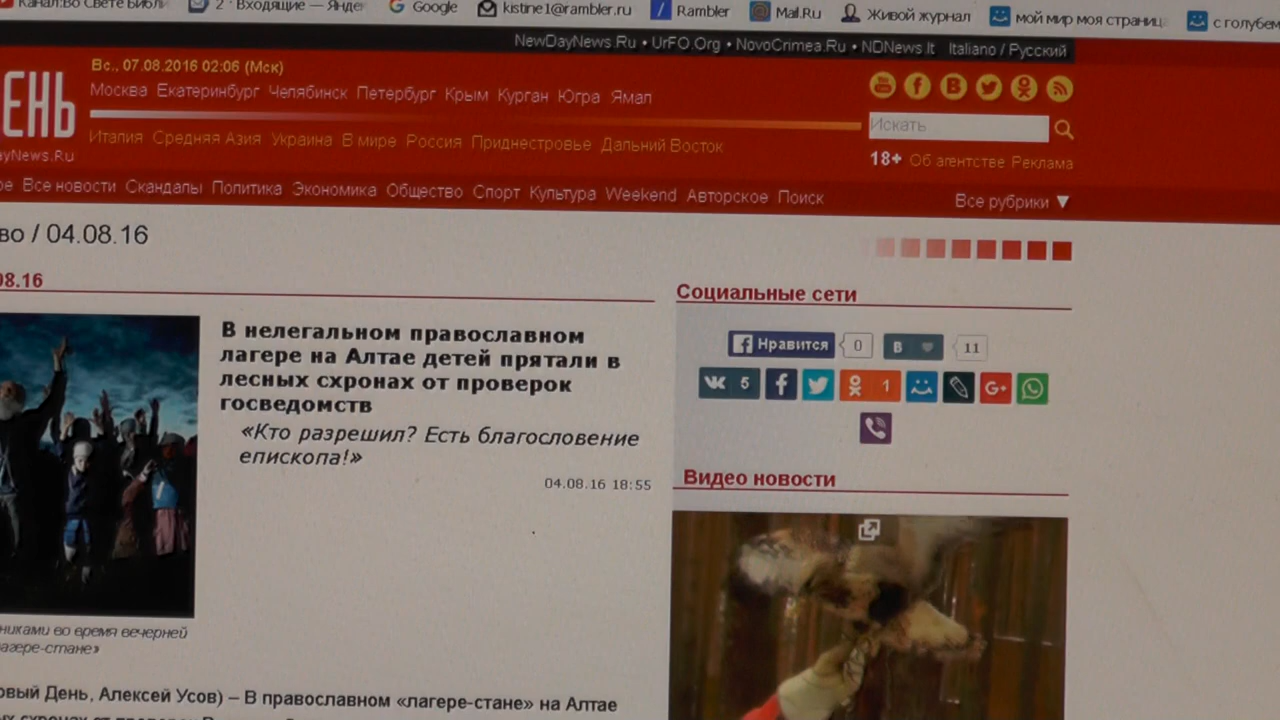 Канал:Во Свете Библи 2 · Входящие — Янде Google kistine1@rambler.ru Rambler Mail.Ru Живой журнал мой мир моя страниц с голубем
NewDayNews.Ru • UrFO.Org • NovoCrimea.Ru • NDNews.It Italiano / Русский
Вс., 07.08.2016 02:06 (Мск)
Москва Екатеринбург Челябинск Петербург Крым Курган Югра Ямал
ЕНЬ
Искать
Италия Средняя Азия Украина В мире Россия Приднестровье Дальний Восток
ayNews.Ru
18+ Об агентстве Реклама
ое Все новости Скандалы Политика Экономика Общество Спорт Культура Weekend Авторское Поиск
Все рубрики ▼
во / 04.08.16
08.16
Социальные сети
В нелегальном православном
лагере на Алтае детей прятали в
лесных схронах от проверок
госведомств
«Кто разрешил? Есть благословение
епископа!»
04.08.16 18:55
Нравится 0 В 11
5 1 G+
Видео новости
никами во время вечерней
лагере-стане»
овый День, Алексей Усов) – В православном «лагере-стане» на Алтае